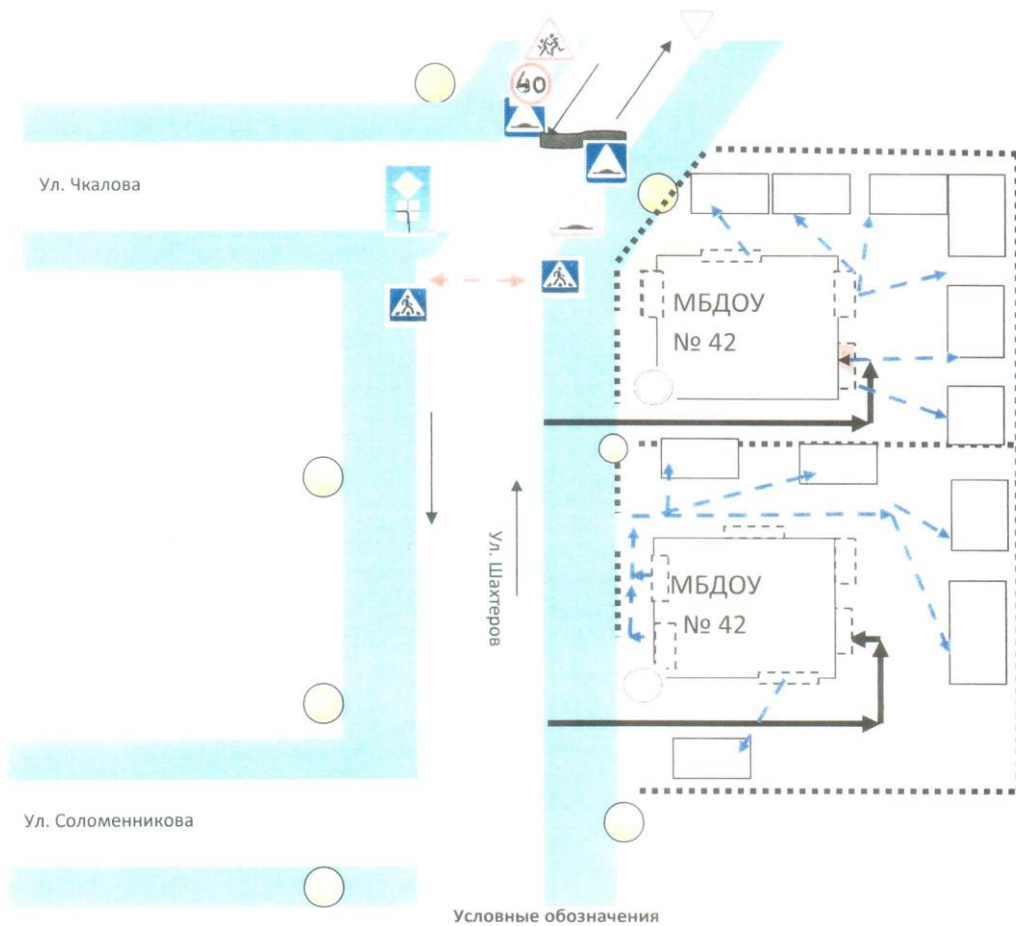 40
Ул. Чкалова
МБДОУ
№ 42
Ул. Шахтеров
МБДОУ
№ 42
Ул. Соломенникова
Условные обозначения